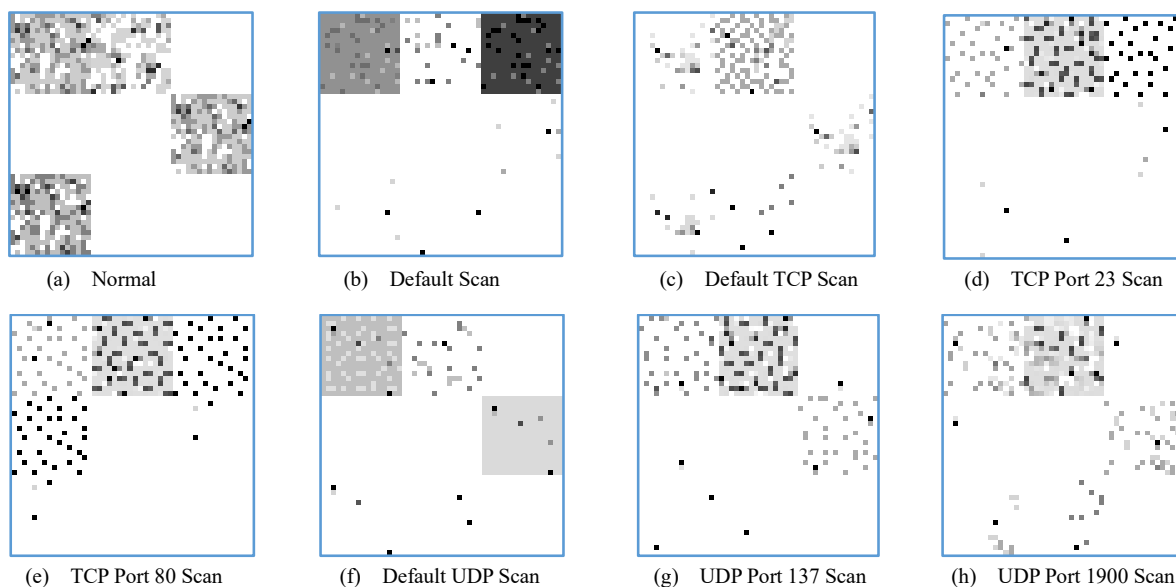 (a) Normal
(b) Default Scan
(c) Default TCP Scan
(d) TCP Port 23 Scan
(e) TCP Port 80 Scan
(f) Default UDP Scan
(g) UDP Port 137 Scan
(h) UDP Port 1900 Scan